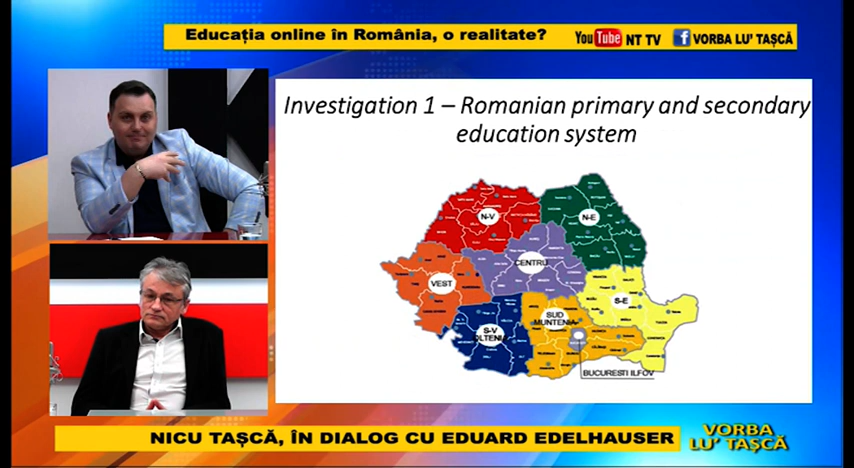 Educația online în România, o realitate?
YouTube NT TV f VORBA LU' TAȘCĂ
Investigation 1 – Romanian primary and secondary
education system
N-V
N-E
CENTRU
VEST
S-E
S-V
OLTENIA
SUD
MUNTENIA
BUCURESTI ILFOV
NICU TAȘCĂ, ÎN DIALOG CU EDUARD EDELHAUSER
VORBA
LU' TAȘCĂ